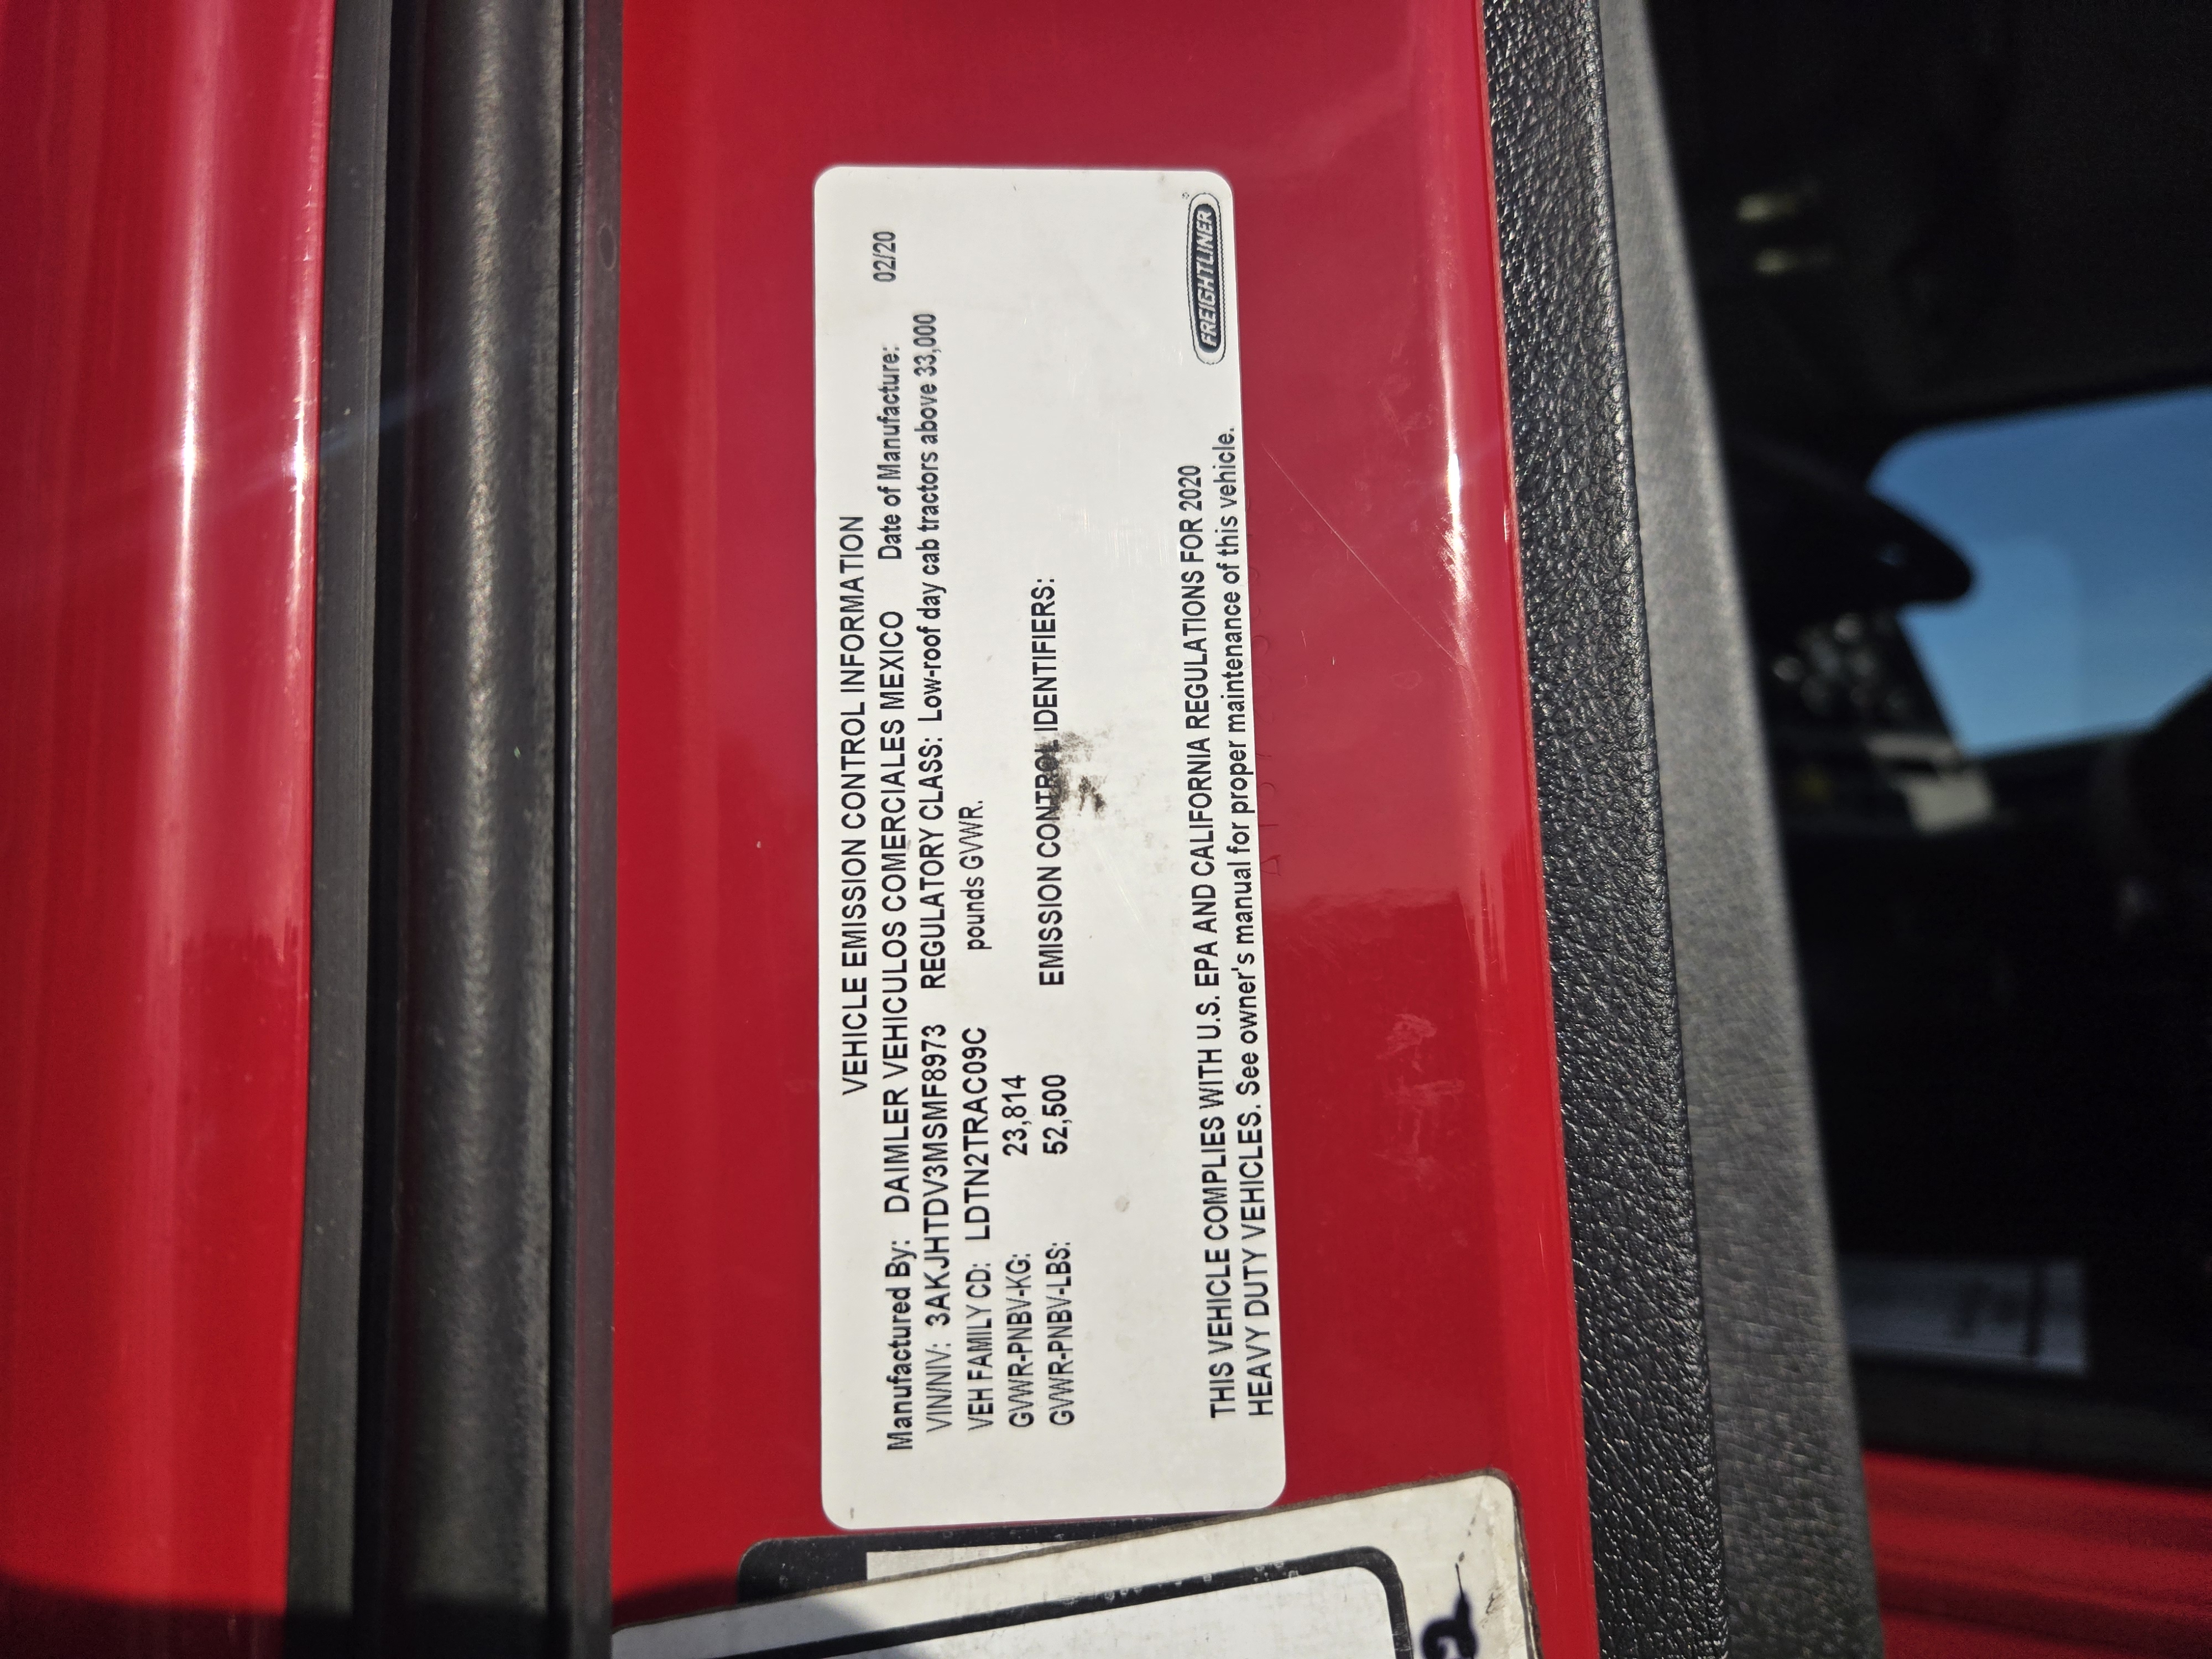 VEHICLE EMISSION CONTROL INFORMATION
Manufactured By: DAIMLER VEHICULOS COMERCIALES MEXICO Date of Manufacture: 02/20
VIN/NIV: 3AKJHTDV3MSMF8973 REGULATORY CLASS: Low-roof day cab tractors above 33,000
VEH FAMILY CD: LDTN2TRAC09C pounds GVWR.
GVWR-PNBV-KG: 23,814
GVWR-PNBV-LBS: 52,500 EMISSION CONTROL IDENTIFIERS:
THIS VEHICLE COMPLIES WITH U.S. EPA AND CALIFORNIA REGULATIONS FOR 2020
HEAVY DUTY VEHICLES. See owner's manual for proper maintenance of this vehicle.
FREIGHTLINER
2